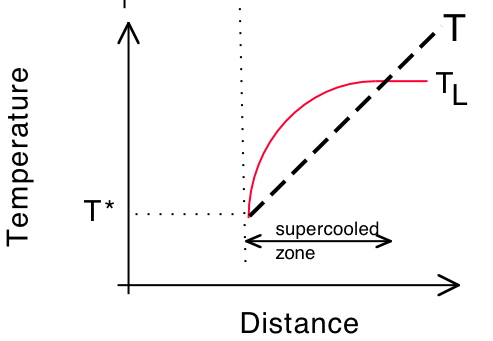 T
T_L
Temperature
T*
supercooled
zone
Distance